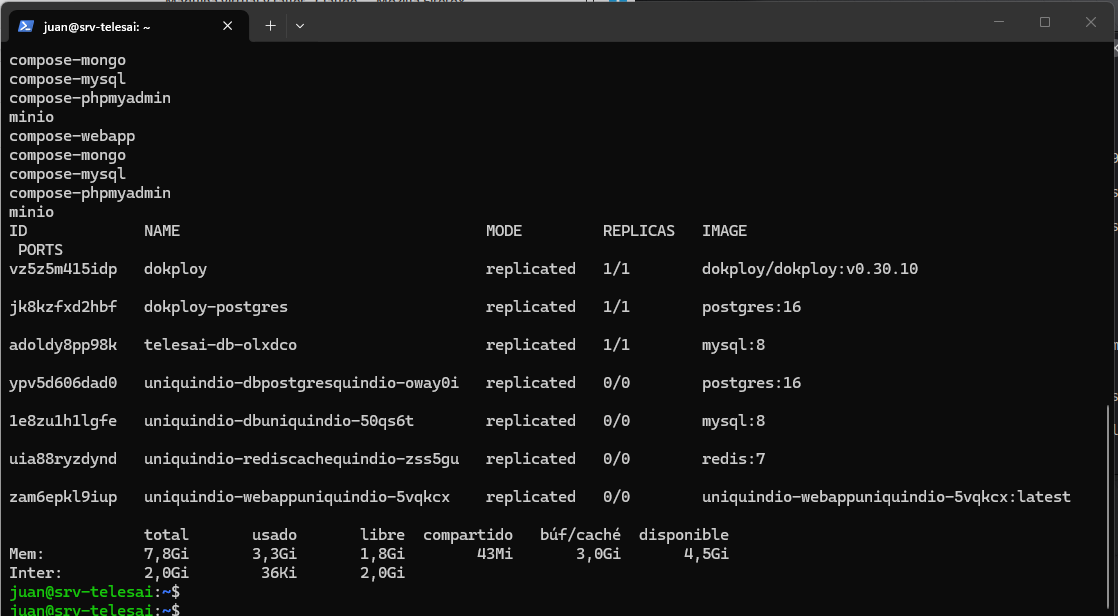 juan@srv-telesai: ~
compose-mongo
compose-mysql
compose-phpmyadmin
minio
compose-webapp
compose-mongo
compose-mysql
compose-phpmyadmin
minio
ID NAME MODE REPLICAS IMAGE
PORTS
vz5z5m415idp dokploy replicated 1/1 dokploy/dokploy:v0.30.10
jk8kzfxd2hbf dokploy-postgres replicated 1/1 postgres:16
adoldy8pp98k telesai-db-olxdco replicated 1/1 mysql:8
ypv5d606dad0 uniquindio-dbpostgresquindio-oway0i replicated 0/0 postgres:16
1e8zu1h1lgfe uniquindio-dbuniquindio-50qs6t replicated 0/0 mysql:8
uia88ryzdynd uniquindio-rediscachequindio-zss5gu replicated 0/0 redis:7
zam6epkl9iup uniquindio-webappuniquindio-5vqkcx replicated 0/0 uniquindio-webappuniquindio-5vqkcx:latest
total usado libre compartido búf/caché disponible
Mem: 7,8Gi 3,3Gi 1,8Gi 43Mi 3,0Gi 4,5Gi
Inter: 2,0Gi 36Ki 2,0Gi
juan@srv-telesai:~$
juan@srv-telesai:~$